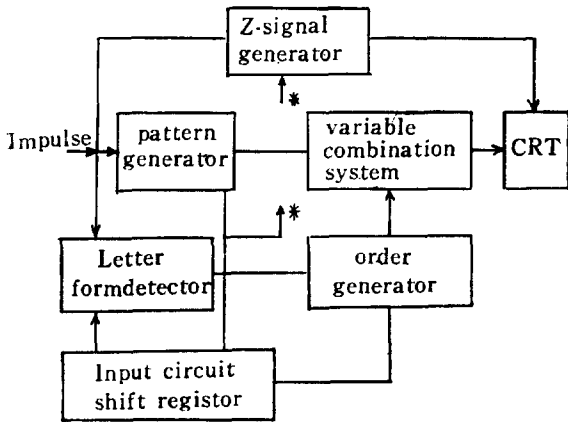 Z-signal
generator
*
Impulse
pattern
generator
variable
combination
system
CRT
*
Letter
formdetector
order
generator
Input circuit
shift registor